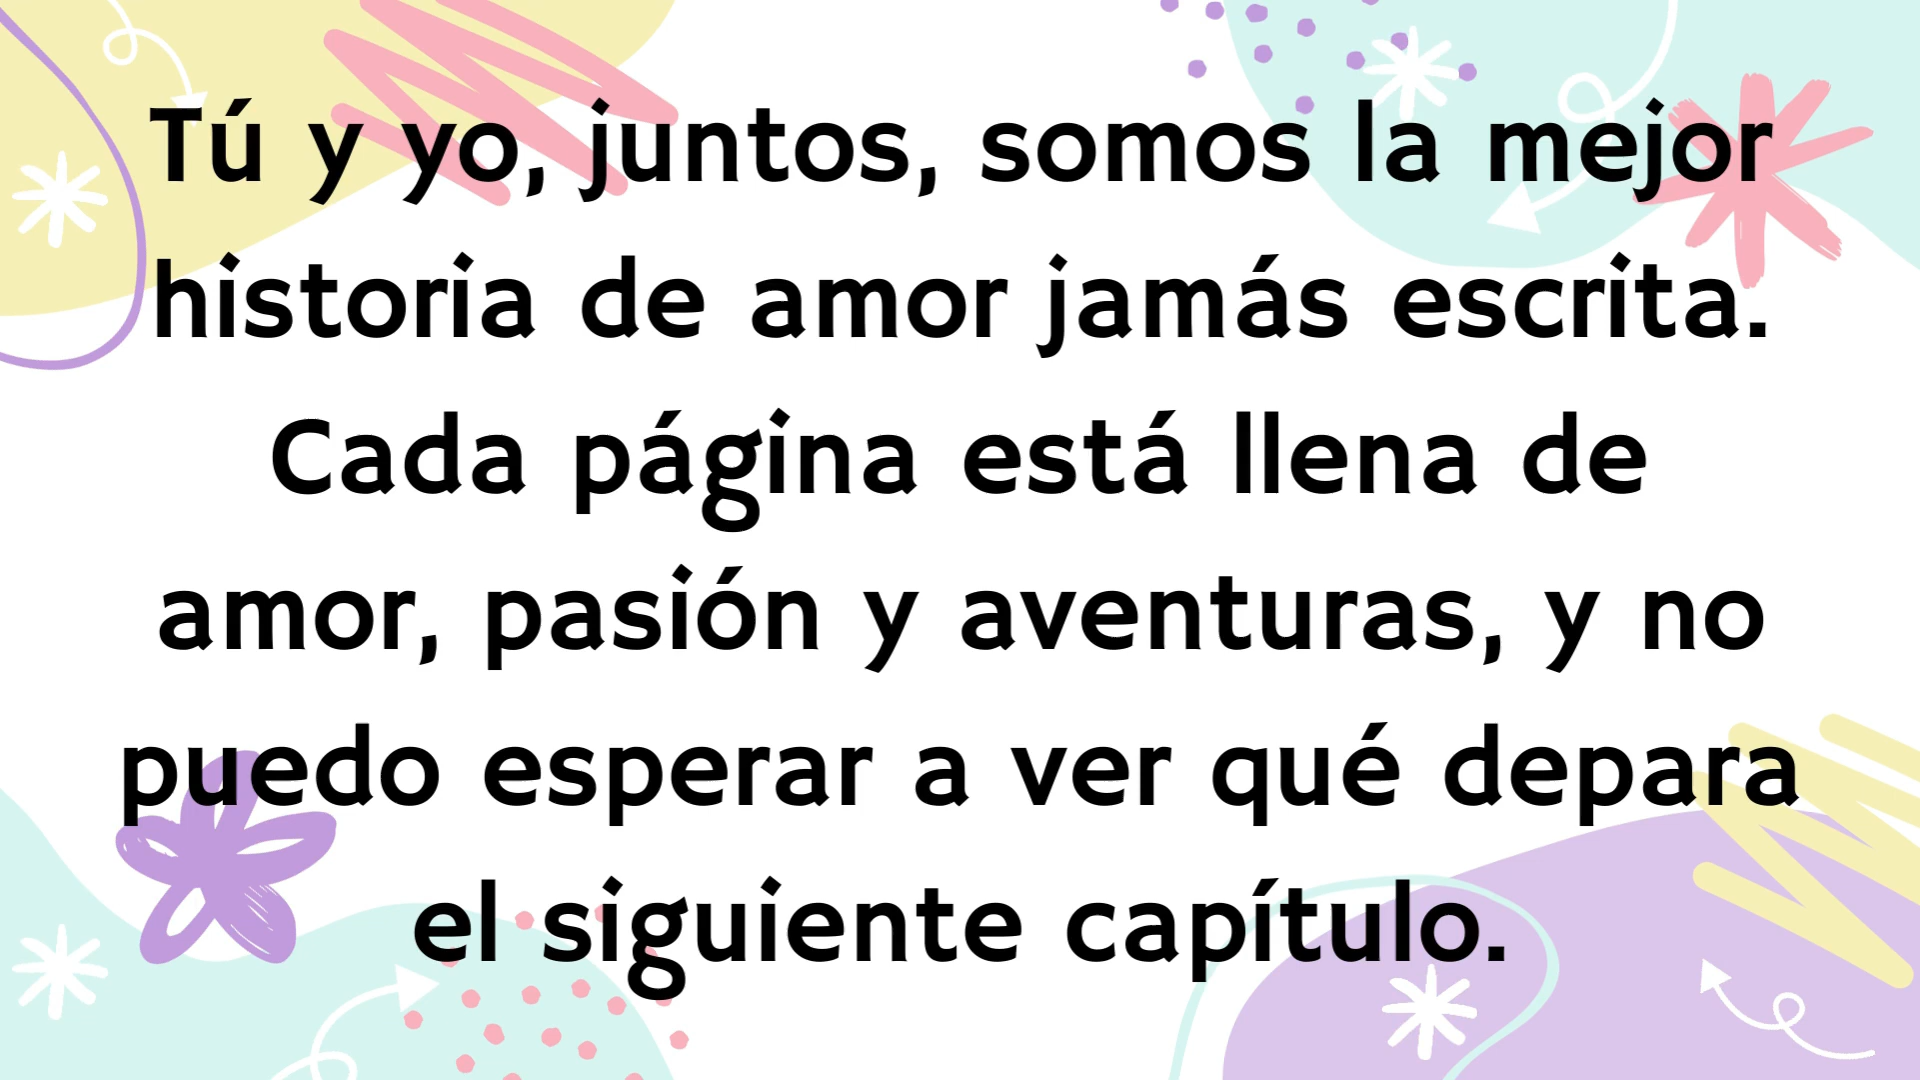 Tú y yo, juntos, somos la mejor
historia de amor jamás escrita.
Cada página está llena de
amor, pasión y aventuras, y no
puedo esperar a ver qué depara
el siguiente capítulo.